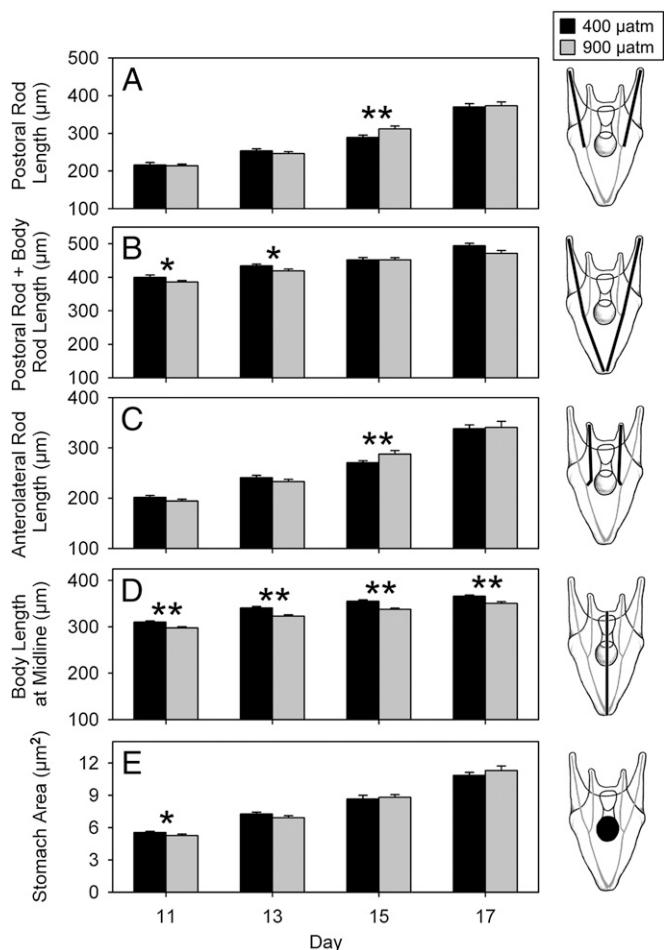 400 µatm
900 µatm
A
Postoral Rod
Length (µm)
500
400
300
200
100
**
B
Postoral Rod + Body
Rod Length (µm)
500
400
300
200
100
*
*
C
Anterolateral Rod
Length (µm)
400
300
200
100
**
D
Body Length
at Midline (µm)
400
300
200
100
**
**
**
**
E
Stomach Area (µm²)
12
9
6
3
0
*
11
13
15
17
Day